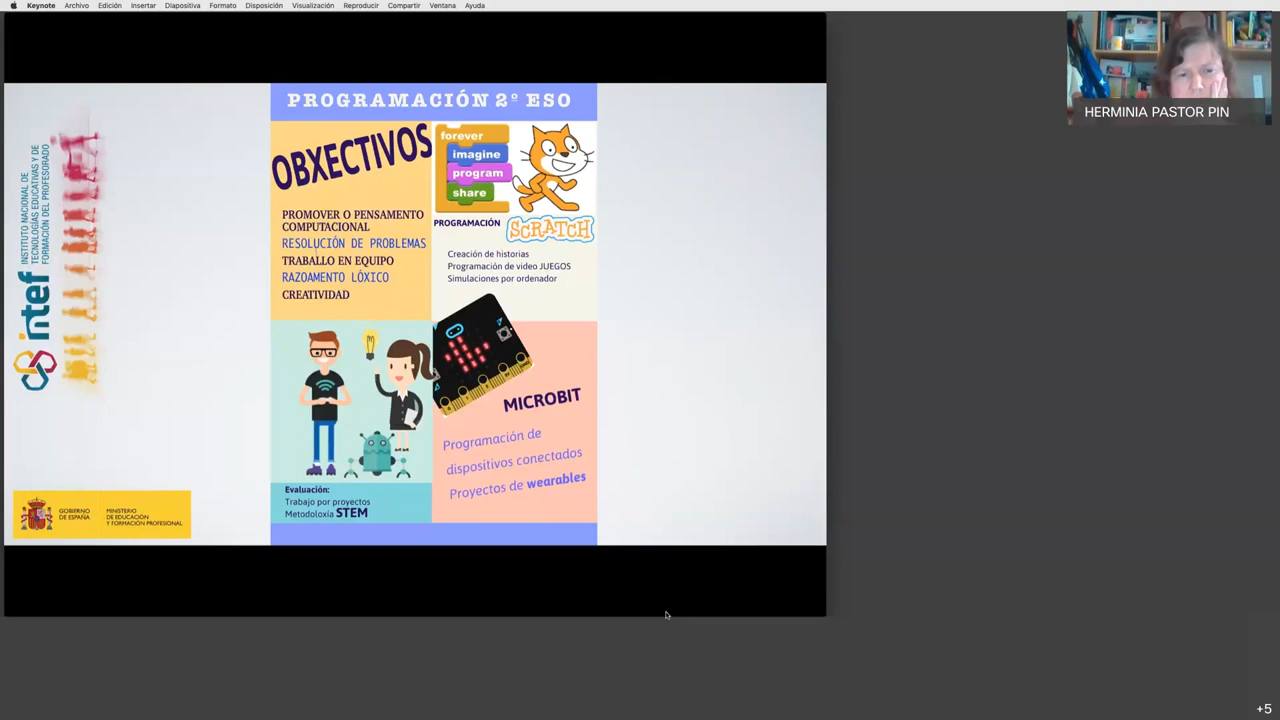 Keynote Archivo Edición Insertar Diapositiva Formato Disposición Visualización Reproducir Compartir Ventana Ayuda
HERMINIA PASTOR PIN
intef
INSTITUTO NACIONAL DE
TECNOLOGÍAS EDUCATIVAS Y DE
FORMACIÓN DEL PROFESORADO
PROGRAMACIÓN 2º ESO
OBXECTIVOS
PROMOVER O PENSAMENTO
COMPUTACIONAL
RESOLUCIÓN DE PROBLEMAS
TRABALLO EN EQUIPO
RAZOAMENTO LÓXICO
CREATIVIDAD
forever
imagine
program
share
PROGRAMACIÓN
SCRATCH
Creación de historias
Programación de video JUEGOS
Simulaciones por ordenador
MICROBIT
Programación de
dispositivos conectados
Proyectos de wearables
Evaluación:
Trabajo por proyectos
Metodoloxía STEM
GOBIERNO
DE ESPAÑA
MINISTERIO
DE EDUCACIÓN
Y FORMACIÓN PROFESIONAL
+5